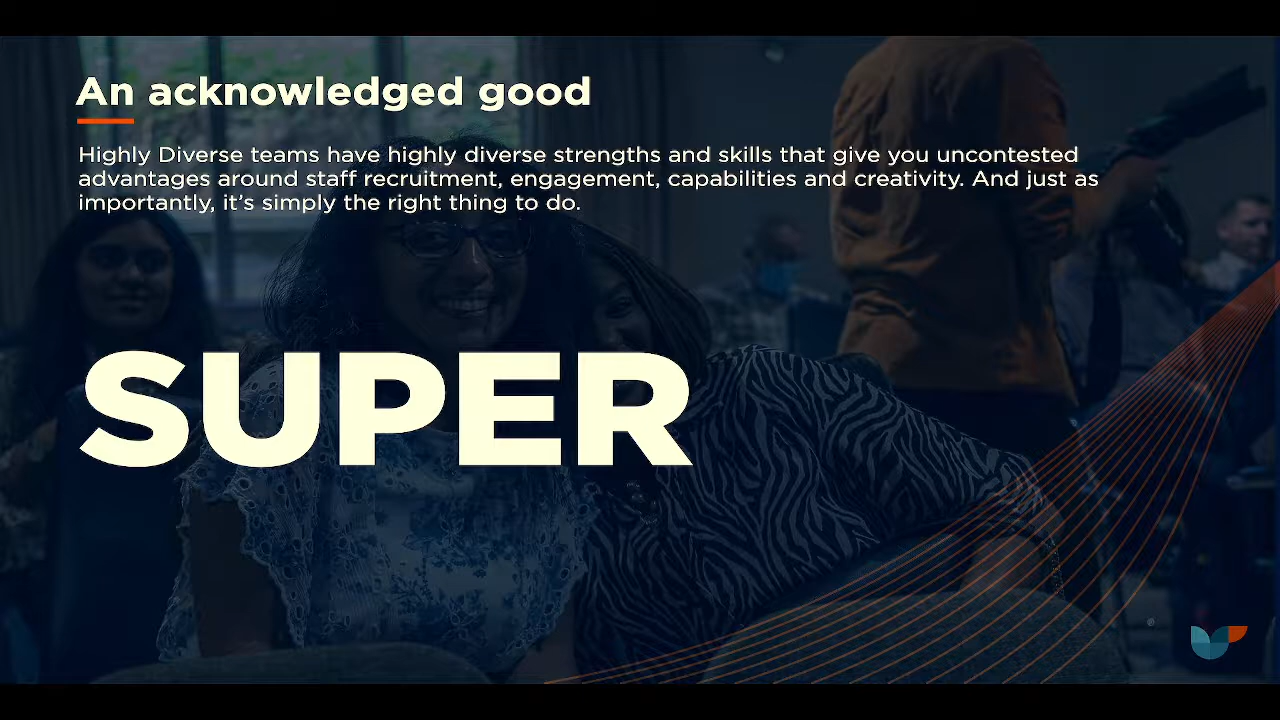 An acknowledged good
Highly Diverse teams have highly diverse strengths and skills that give you uncontested
advantages around staff recruitment, engagement, capabilities and creativity. And just as
importantly, it’s simply the right thing to do.
SUPER
®